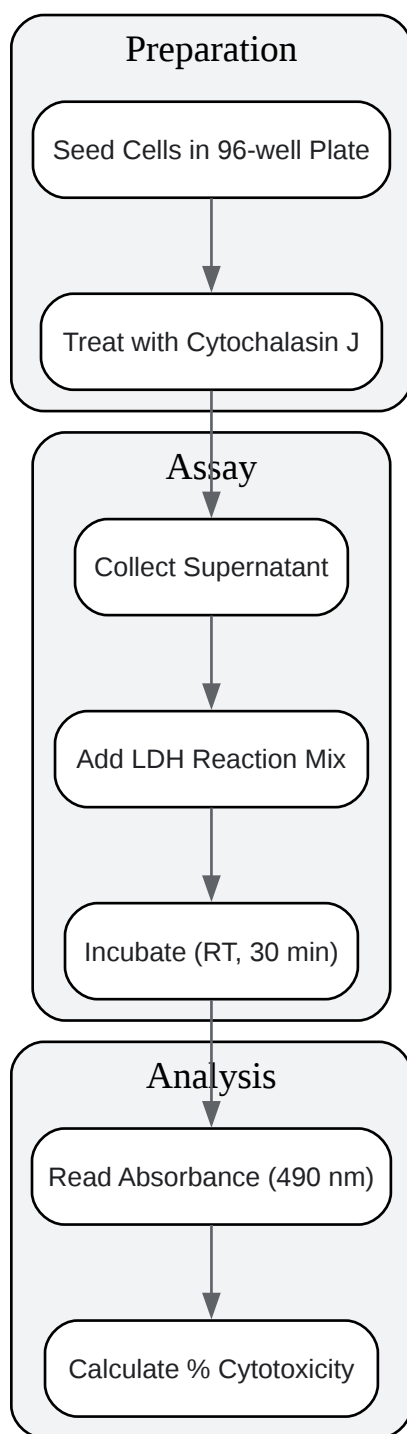 Preparation
Seed Cells in 96-well Plate
Treat with Cytochalasin J
Assay
Collect Supernatant
Add LDH Reaction Mix
Incubate (RT, 30 min)
Analysis
Read Absorbance (490 nm)
Calculate % Cytotoxicity